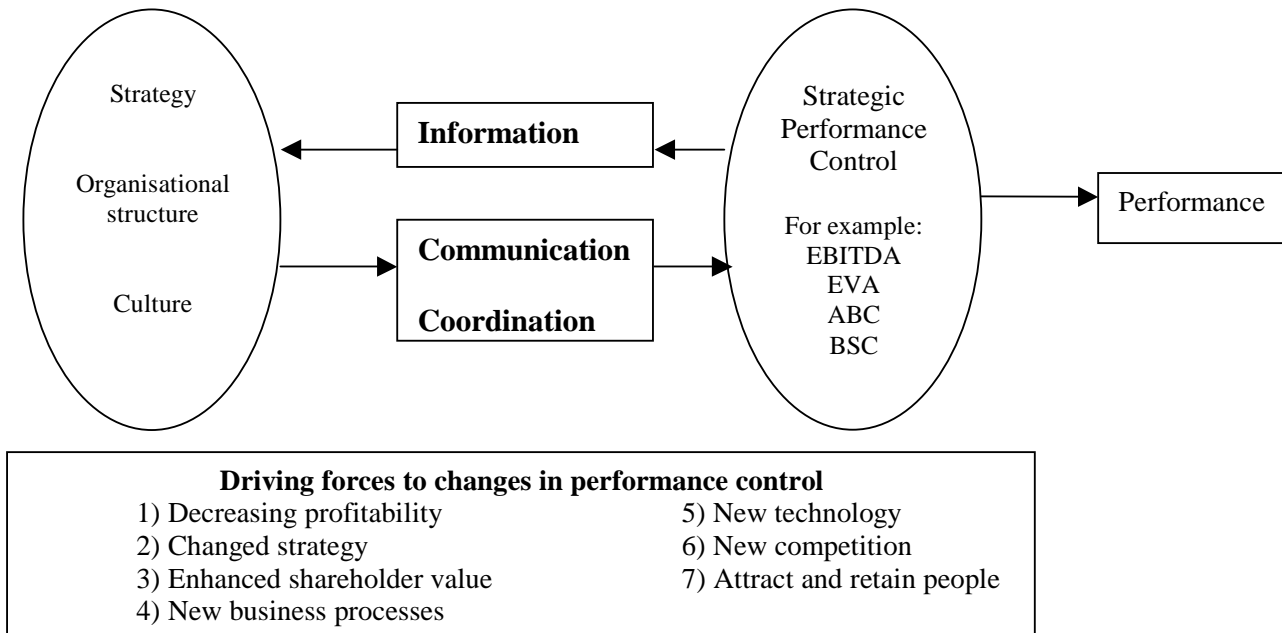 Strategy
Organisational
structure
Culture
Information
Communication
Coordination
Strategic
Performance
Control
For example:
EBITDA
EVA
ABC
BSC
Performance
Driving forces to changes in performance control
1) Decreasing profitability
2) Changed strategy
3) Enhanced shareholder value
4) New business processes
5) New technology
6) New competition
7) Attract and retain people